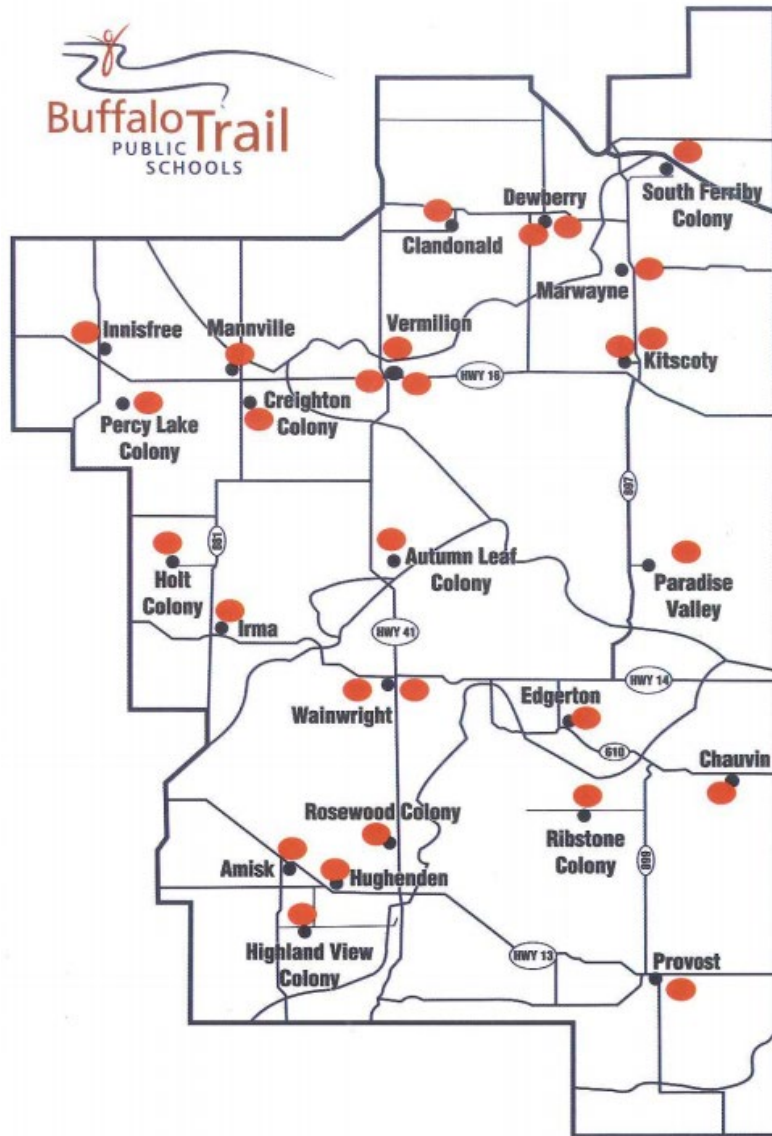 Buffalo Trail
PUBLIC
SCHOOLS
South Ferriby
Colony
Dewberry
Clandonald
Marwayne
Innisfree
Mannville
Vermilion
Kitscoty
HWY 16
Percy Lake
Colony
Creighton
Colony
897
881
Holt
Colony
Autumn Leaf
Colony
Paradise
Valley
Irma
HWY 41
HWY 14
Wainwright
Edgerton
610
Chauvin
Rosewood Colony
Ribstone
Colony
Amisk
Hughenden
899
Highland View
Colony
HWY 13
Provost